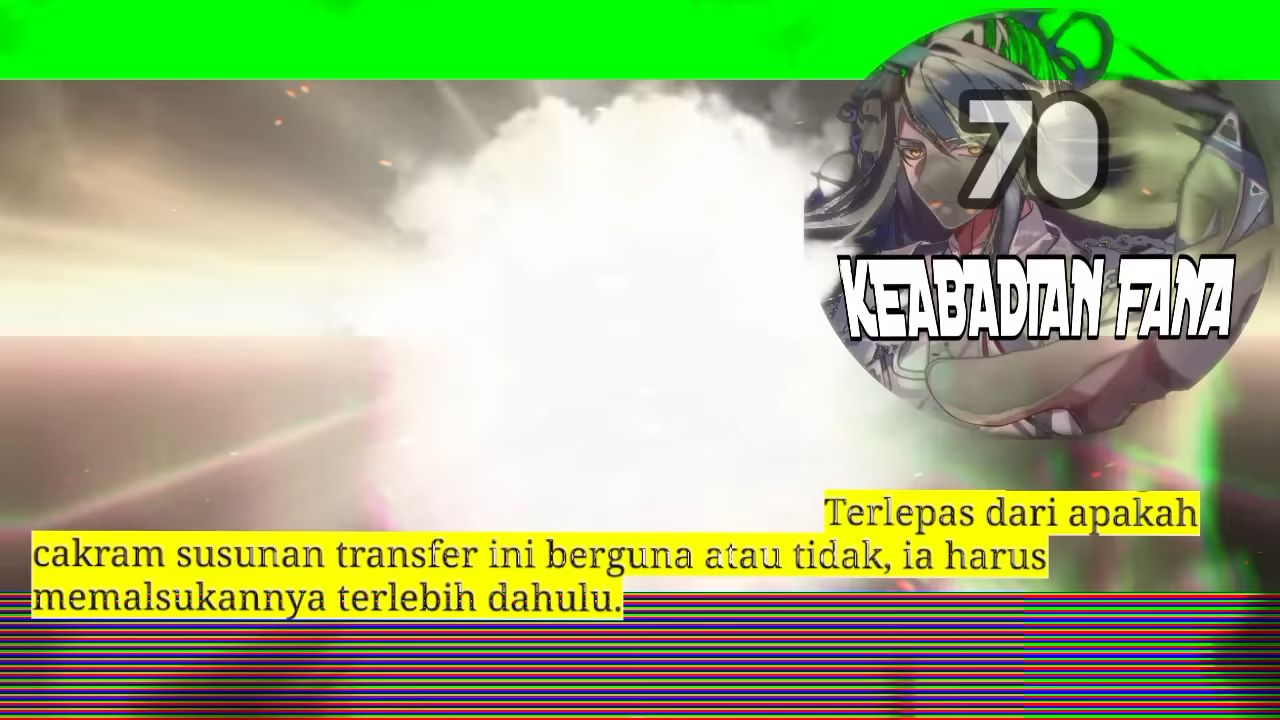 70
KEABADIAN FANA
Terlepas dari apakah
cakram susunan transfer ini berguna atau tidak, ia harus
memalsukannya terlebih dahulu.